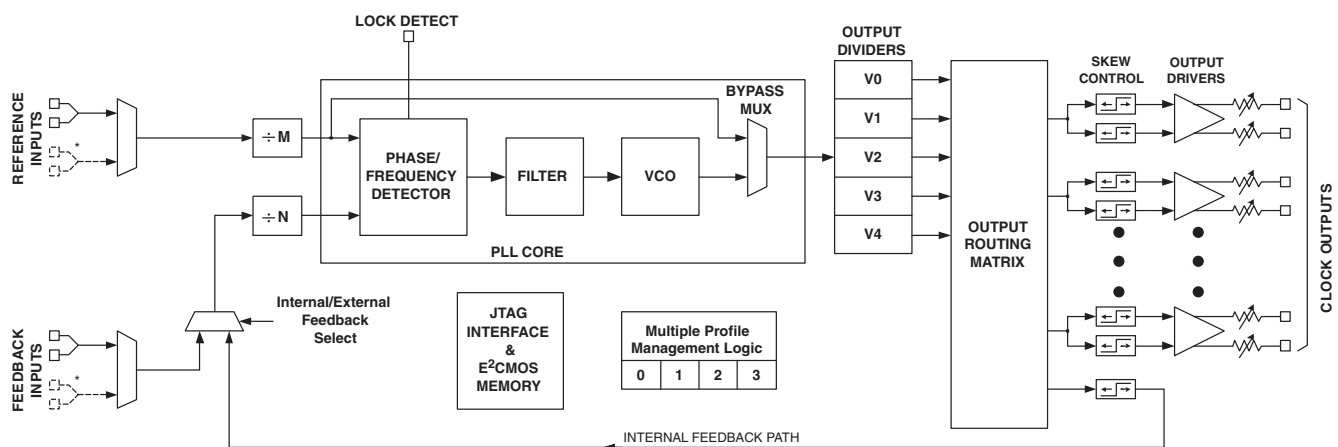 LOCK DETECT
OUTPUT
DIVIDERS
SKEW
CONTROL
OUTPUT
DRIVERS
REFERENCE
INPUTS
*
÷M
PHASE/
FREQUENCY
DETECTOR
FILTER
VCO
BYPASS
MUX
V0
V1
V2
V3
V4
÷N
PLL CORE
OUTPUT
ROUTING
MATRIX
CLOCK OUTPUTS
Internal/External
Feedback
Select
FEEDBACK
INPUTS
*
JTAG
INTERFACE
&
E²CMOS
MEMORY
Multiple Profile
Management Logic
0 1 2 3
INTERNAL FEEDBACK PATH